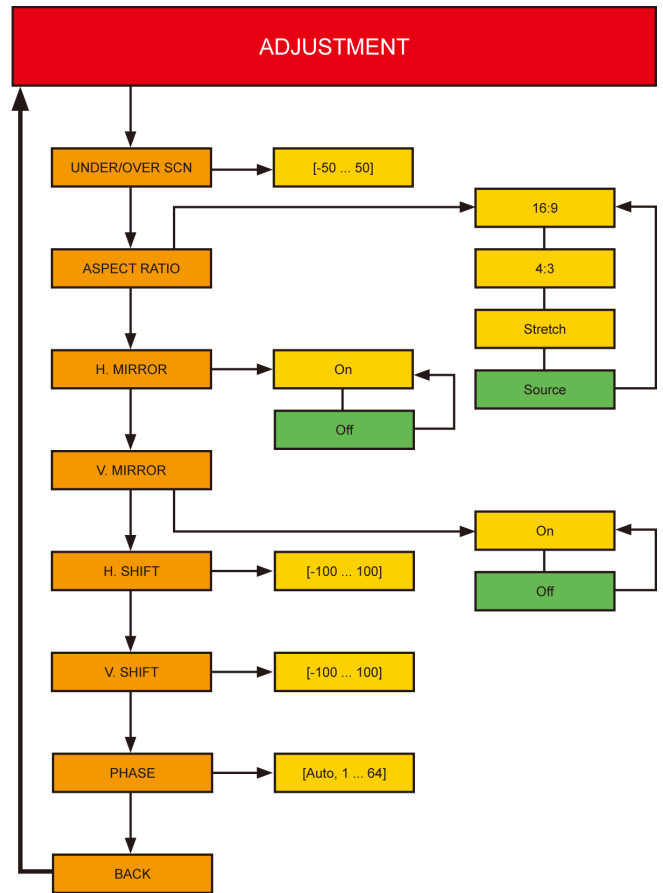 ADJUSTMENT
UNDER/OVER SCN
[-50 ... 50]
16:9
ASPECT RATIO
4:3
Stretch
H. MIRROR
On
Source
Off
V. MIRROR
On
H. SHIFT
[-100 ... 100]
Off
V. SHIFT
[-100 ... 100]
PHASE
[Auto, 1 ... 64]
BACK